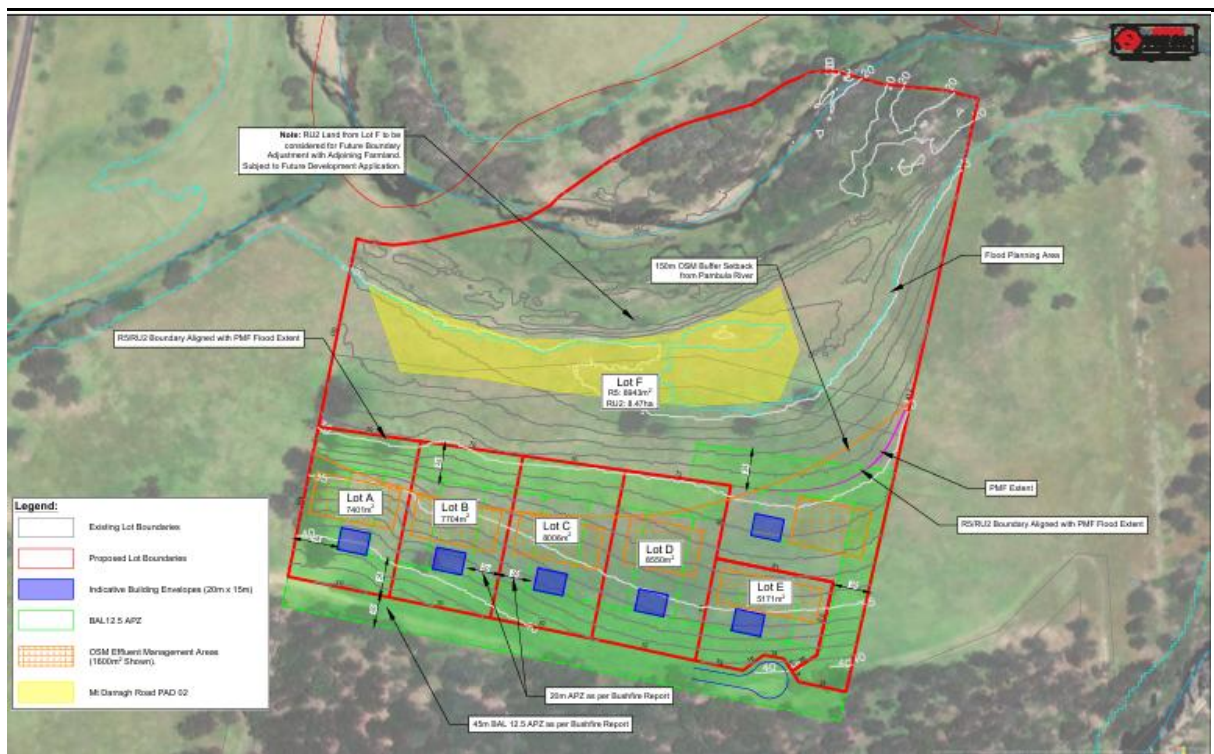 Note: RU2 Land from Lot F to be
considered for Future Boundary
Adjustment with Adjoining Farmland.
Subject to Future Development Application.
Flood Planning Area
150m OSM Buffer Setback
from Pambula River
R5/RU2 Boundary Aligned with PMF Flood Extent
Lot F
R5: 8943m²
RU2: 8.47ha
PMF Extent
R5/RU2 Boundary Aligned with PMF Flood Extent
Lot A
7401m²
Lot B
7704m²
Lot C
8006m²
Lot D
8550m²
Lot E
5171m²
20m APZ as per Bushfire Report
45m BAL 12.5 APZ as per Bushfire Report
Legend:
Existing Lot Boundaries
Proposed Lot Boundaries
Indicative Building Envelopes (20m x 15m)
BAL12.5 APZ
OSM Effluent Management Areas
(1600m² Shown).
Mt Darragh Road PAD 02